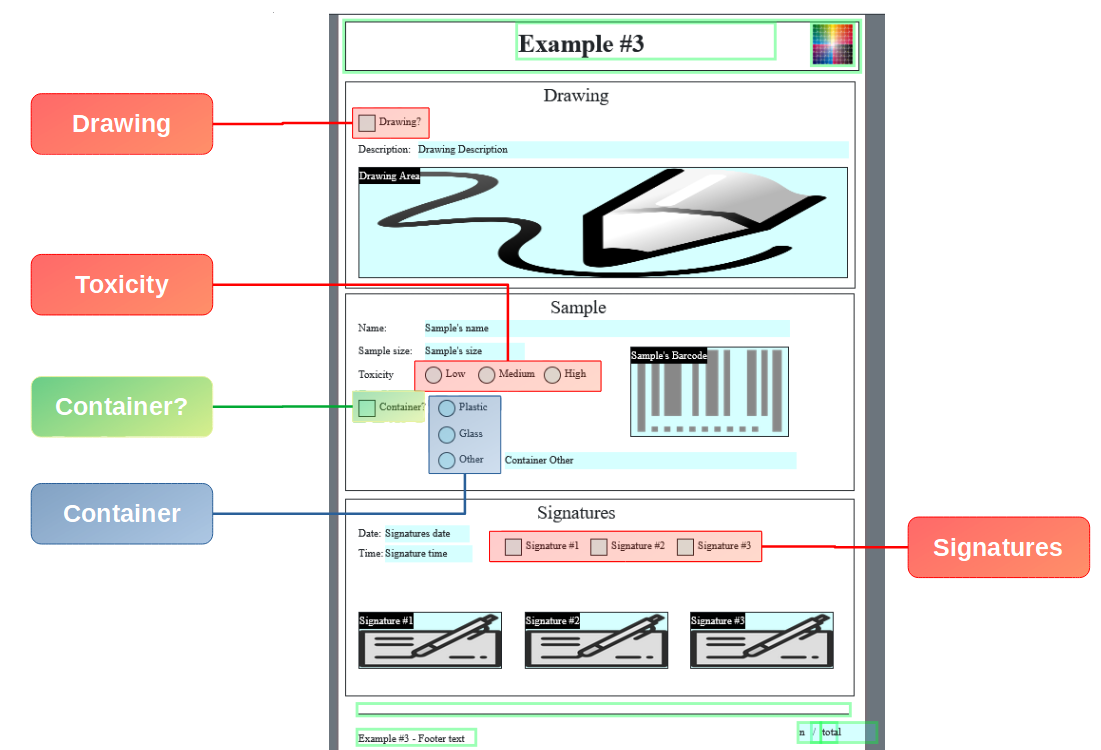 Example #3
Drawing
Drawing
Drawing?
Description: Drawing Description
Drawing Area
Toxicity
Sample
Name: Sample's name
Sample size: Sample's size
Sample's Barcode
Toxicity Low Medium High
Container?
Container? Plastic
Glass
Other Container Other
Container
Signatures
Date: Signatures date
Time: Signature time
Signature #1 Signature #2 Signature #3
Signatures
Signature #1 Signature #2 Signature #3
Example #3 - Footer text
n / total